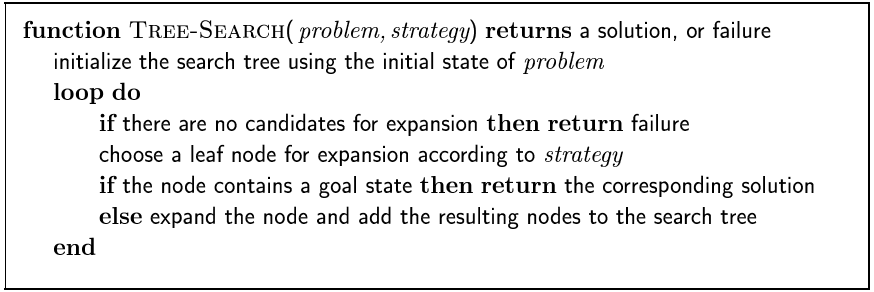 function TREE-SEARCH( problem, strategy) returns a solution, or failure
initialize the search tree using the initial state of problem
loop do
if there are no candidates for expansion then return failure
choose a leaf node for expansion according to strategy
if the node contains a goal state then return the corresponding solution
else expand the node and add the resulting nodes to the search tree
end